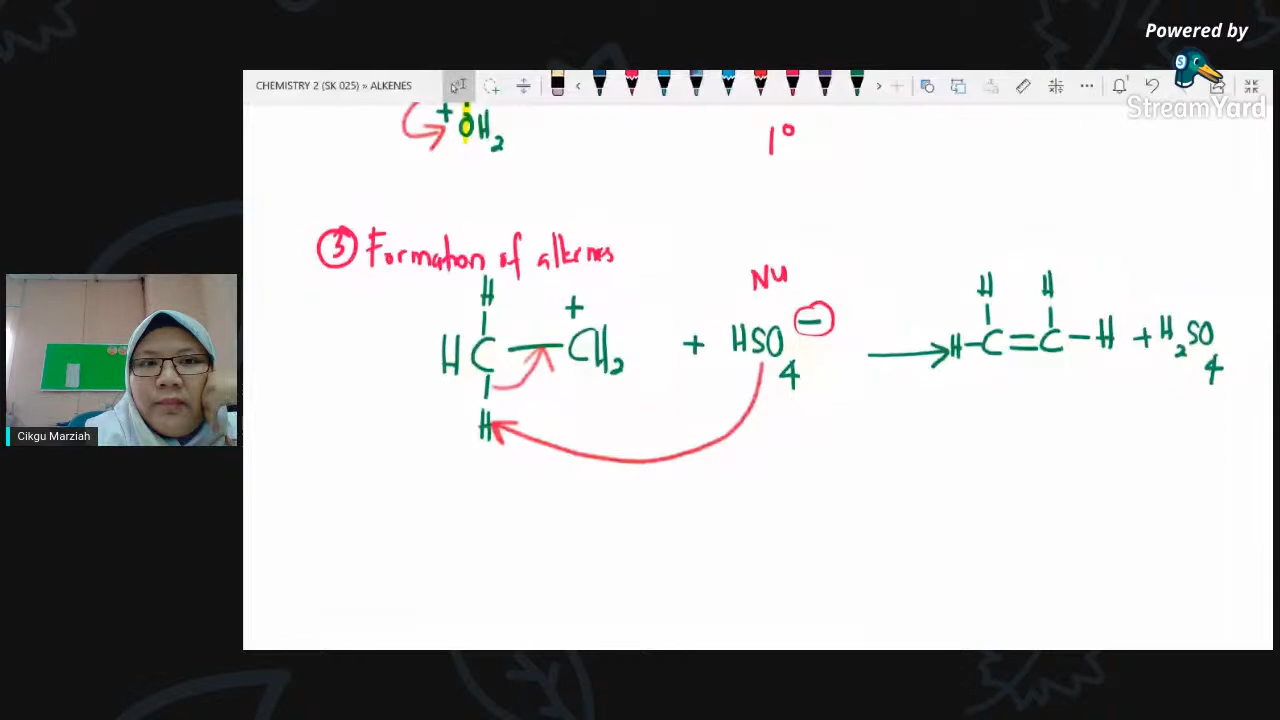 Powered by
StreamYard
CHEMISTRY 2 (SK 025) » ALKENES
+ OH2
1°
③ Formation of alkenes
Nu
H H H
+
HC — CH2 + HSO4 − → H-C=C-H + H2SO4
H
Cikgu Marziah